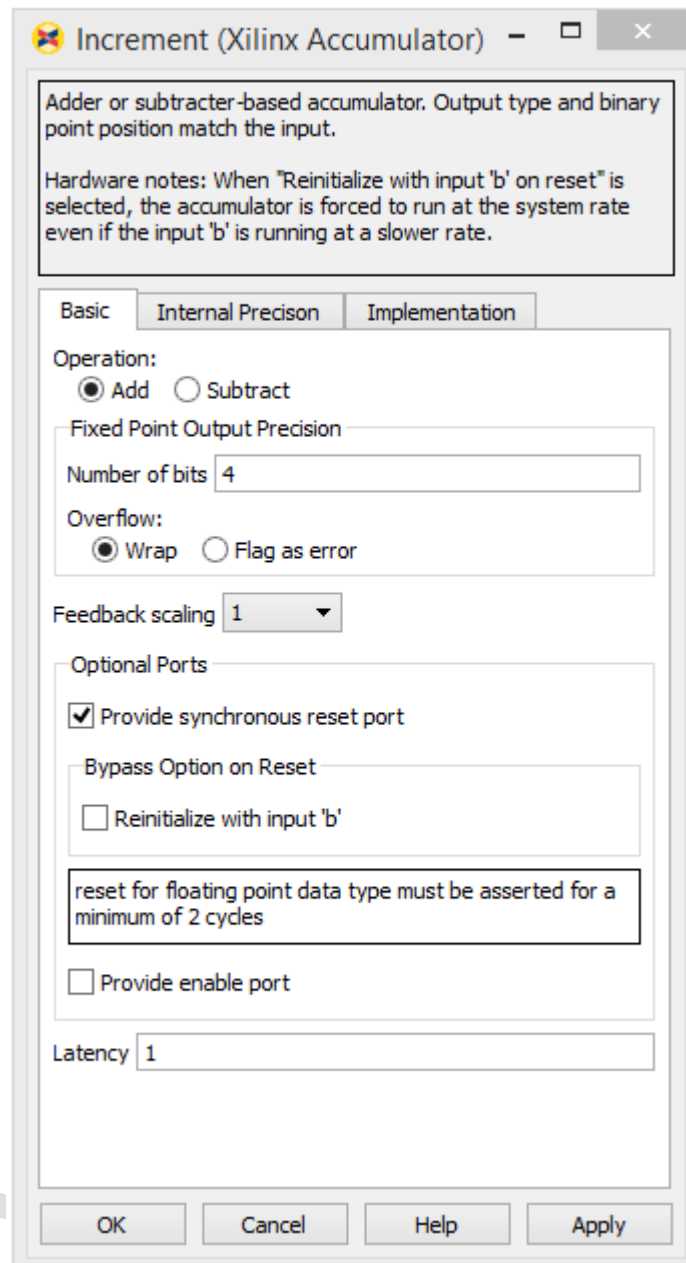 Increment (Xilinx Accumulator)
Adder or subtracter-based accumulator. Output type and binary
point position match the input.
Hardware notes: When "Reinitialize with input 'b' on reset" is
selected, the accumulator is forced to run at the system rate
even if the input 'b' is running at a slower rate.
Basic Internal Precison Implementation
Operation:
Add Subtract
Fixed Point Output Precision
Number of bits 4
Overflow:
Wrap Flag as error
Feedback scaling 1
Optional Ports
Provide synchronous reset port
Bypass Option on Reset
Reinitialize with input 'b'
reset for floating point data type must be asserted for a
minimum of 2 cycles
Provide enable port
Latency 1
OK Cancel Help Apply